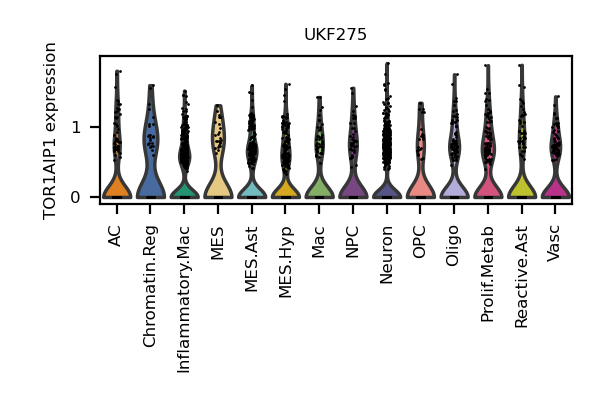 UKF275
TOR1AIP1 expression
1
0
AC
Chromatin.Reg
Inflammatory.Mac
MES
MES.Ast
MES.Hyp
Mac
NPC
Neuron
OPC
Oligo
Prolif.Metab
Reactive.Ast
Vasc